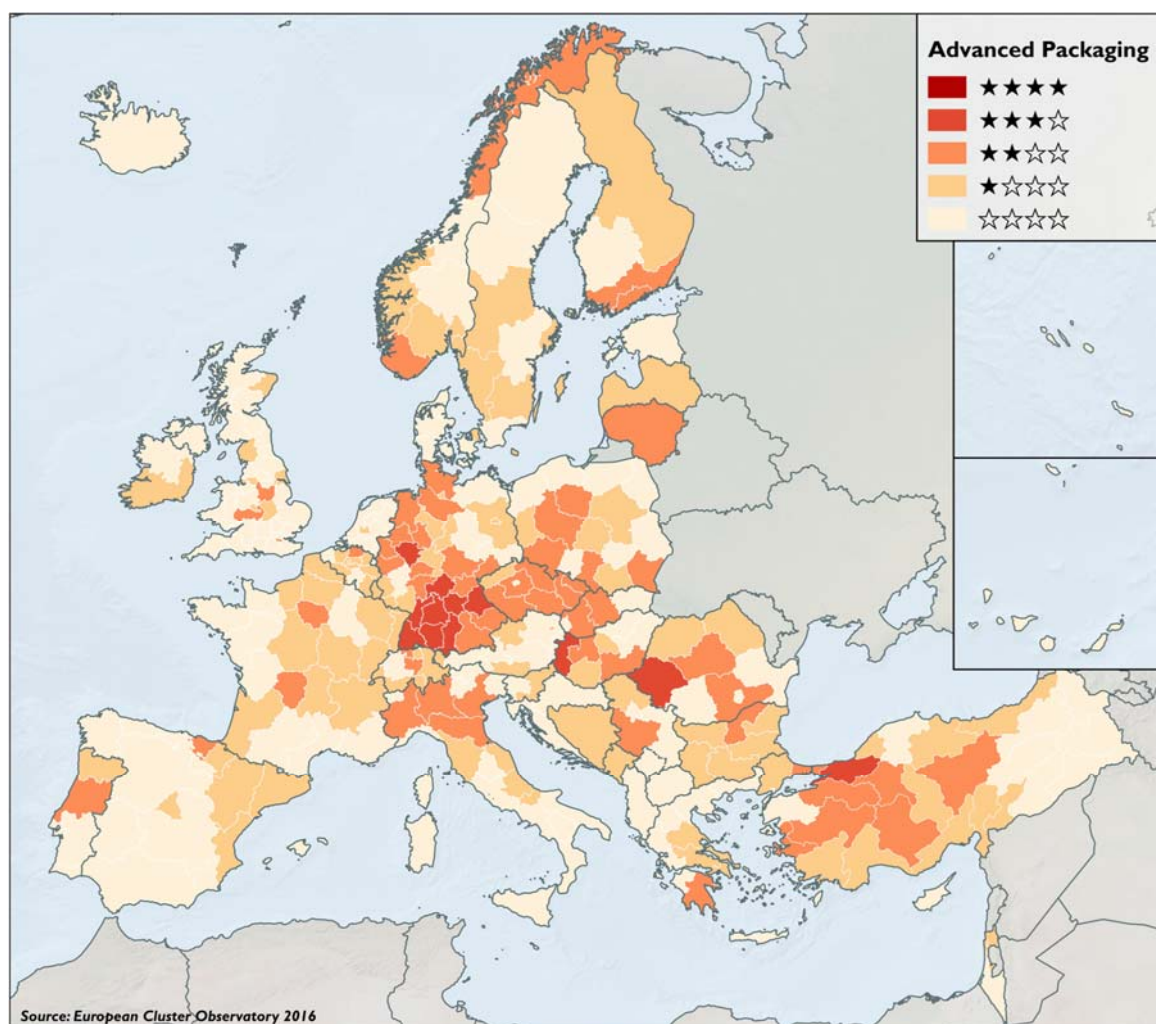 Advanced Packaging
★★★★
★★★☆
★★☆☆
★☆☆☆
☆☆☆☆
Source: European Cluster Observatory 2016